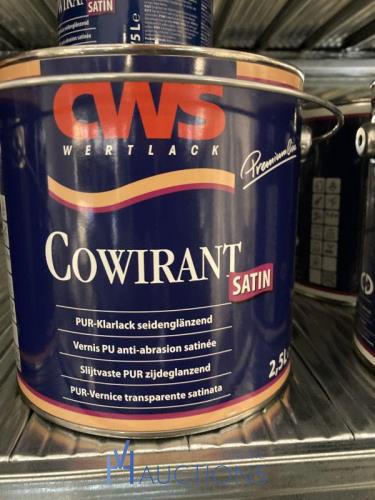 SATIN
5Le
CWS
WERTLACK
COWIRANT
SATIN
PUR-Klarlack seidenglänzend
Vernis PU anti-abrasion satinée
Slijtvaste PUR zijdeglanzend
PUR-Vernice transparente satinata
2,5L
AUCTIONS